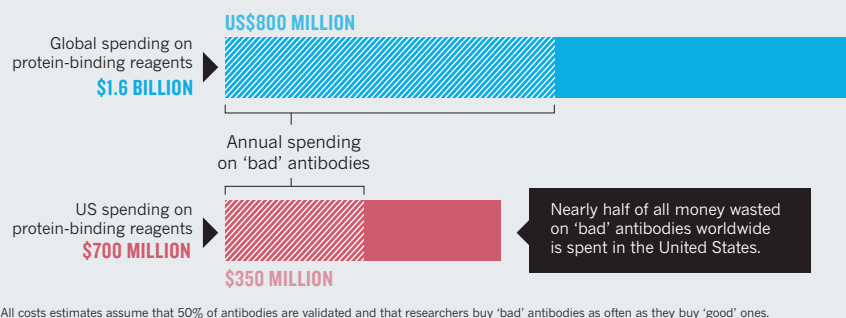 US$800 MILLION
Global spending on
protein-binding reagents
$1.6 BILLION
Annual spending
on ‘bad’ antibodies
US spending on
protein-binding reagents
$700 MILLION
Nearly half of all money wasted
on ‘bad’ antibodies worldwide
is spent in the United States.
$350 MILLION
All costs estimates assume that 50% of antibodies are validated and that researchers buy ‘bad’ antibodies as often as they buy ‘good’ ones.